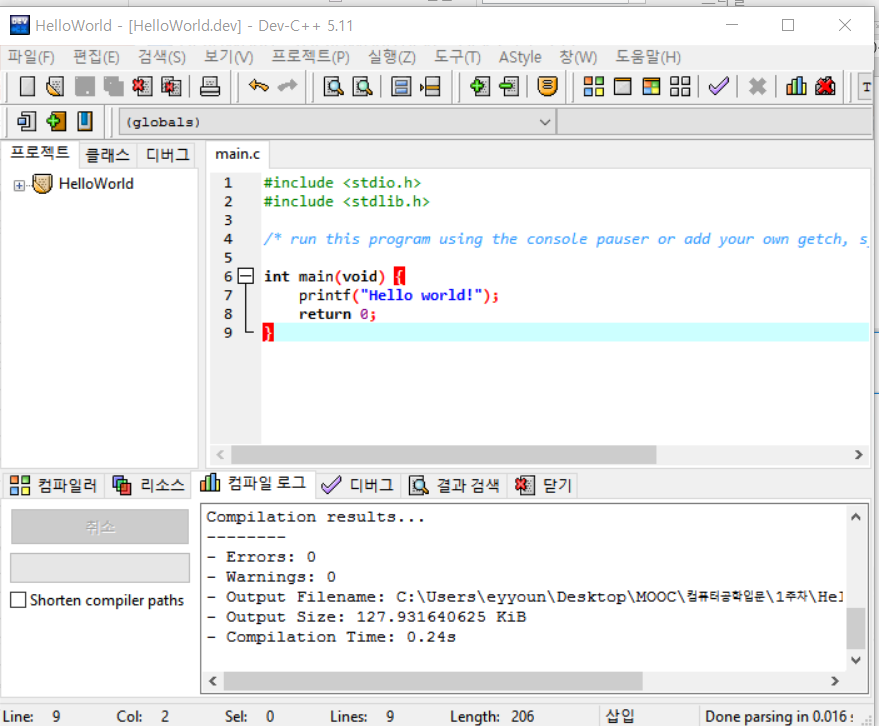 HelloWorld - [HelloWorld.dev] - Dev-C++ 5.11
파일(F) 편집(E) 검색(S) 보기(V) 프로젝트(P) 실행(Z) 도구(T) AStyle 창(W) 도움말(H)
(globals)
프로젝트 클래스 디버그 main.c
HelloWorld
1 #include <stdio.h>
2 #include <stdlib.h>
3
4 /* run this program using the console pauser or add your own getch, s
5
6 int main(void) {
7 printf("Hello world!");
8 return 0;
9 }
컴파일러 리소스 컴파일 로그 디버그 결과 검색 닫기
취소
Shorten compiler paths
Compilation results...
--------
- Errors: 0
- Warnings: 0
- Output Filename: C:\Users\eyyoun\Desktop\MOOC\컴퓨터공학입문\1주차\Hel
- Output Size: 127.931640625 KiB
- Compilation Time: 0.24s
Line: 9 Col: 2 Sel: 0 Lines: 9 Length: 206 삽입 Done parsing in 0.016